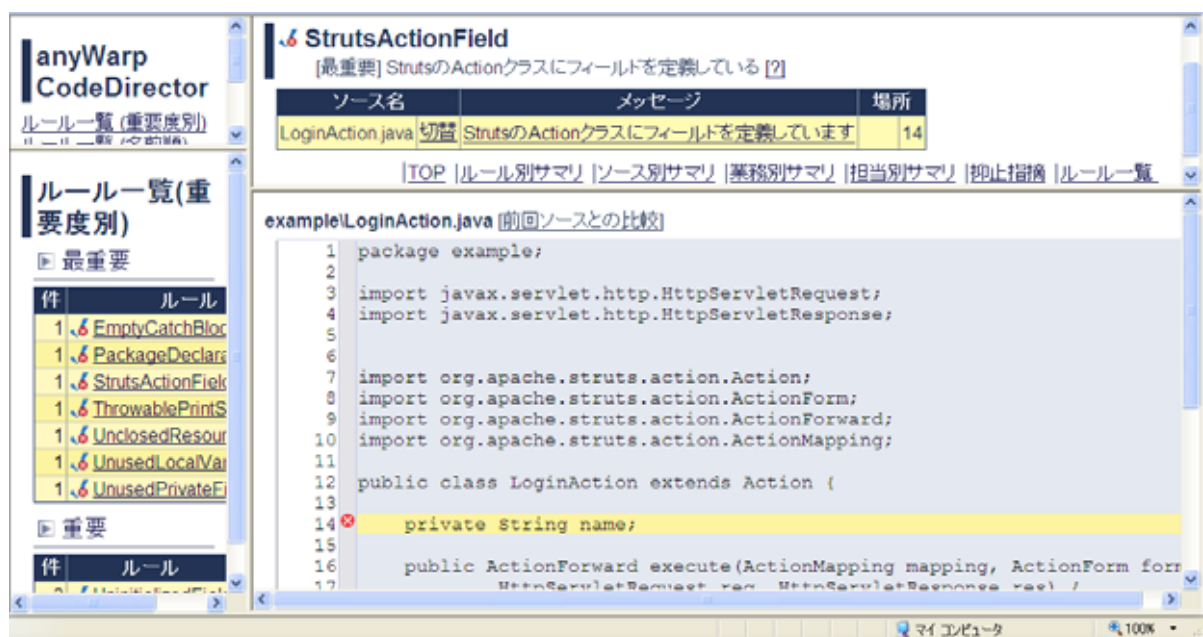 anyWarp
CodeDirector
ルール一覧 (重要度別)
StrutsActionField
[最重要] StrutsのActionクラスにフィールドを定義している [?]
ソース名 メッセージ 場所
LoginAction.java 切替 StrutsのActionクラスにフィールドを定義しています 14
|TOP |ルール別サマリ |ソース別サマリ |業務別サマリ |担当別サマリ |抑止指摘 |ルール一覧
ルール一覧(重
要度別)
最重要
件 ルール
1 EmptyCatchBloc
1 PackageDeclara
1 StrutsActionField
1 ThrowablePrintS
1 UnclosedResour
1 UnusedLocalVar
1 UnusedPrivateFi
重要
件 ルール
example\LoginAction.java [前回ソースとの比較]
1 package example;
2
3 import javax.servlet.http.HttpServletRequest;
4 import javax.servlet.http.HttpServletResponse;
5
6
7 import org.apache.struts.action.Action;
8 import org.apache.struts.action.ActionForm;
9 import org.apache.struts.action.ActionForward;
10 import org.apache.struts.action.ActionMapping;
11
12 public class LoginAction extends Action {
13
14 private String name;
15
16 public ActionForward execute(ActionMapping mapping, ActionForm form
17 HttpServletRequest req, HttpServletResponse res) {
マイ コンピュータ 100%